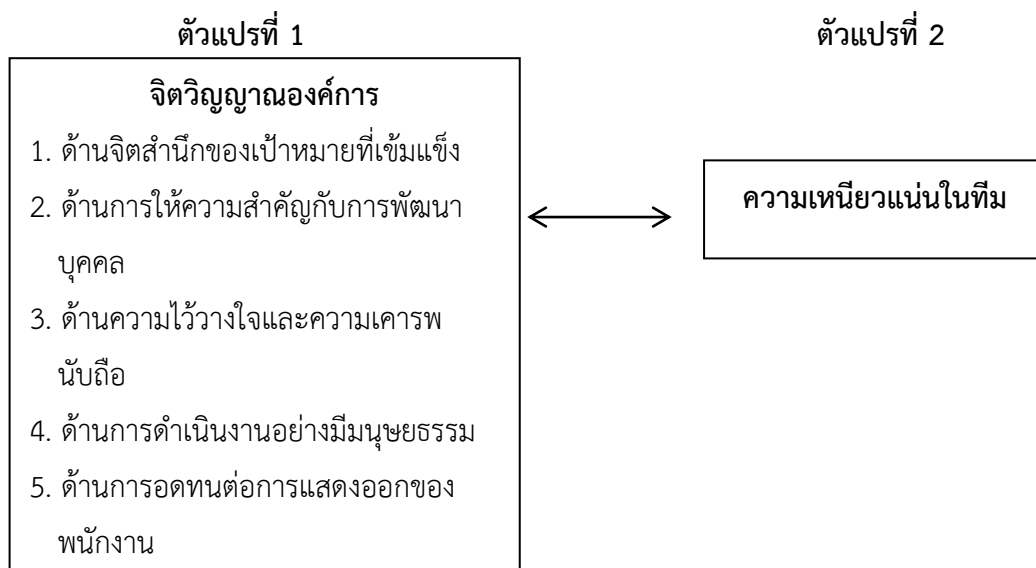 ตัวแปรที่ 1
ตัวแปรที่ 2
จิตวิญญาณองค์การ
1. ด้านจิตสำนึกของเป้าหมายที่เข้มแข็ง
2. ด้านการให้ความสำคัญกับการพัฒนา
บุคคล
3. ด้านความไว้วางใจและความเคารพ
นับถือ
4. ด้านการดำเนินงานอย่างมีมนุษยธรรม
5. ด้านการอดทนต่อการแสดงออกของ
พนักงาน
ความเหนียวแน่นในทีม